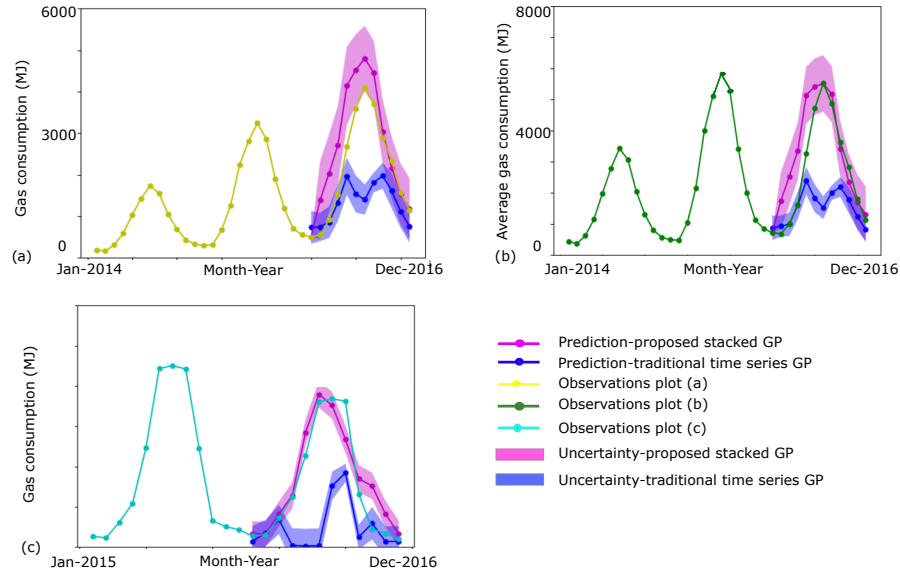 6000
3000
0
Gas consumption (MJ)
(a)
Jan-2014
Month-Year
Dec-2016
8000
4000
0
Average gas consumption (MJ)
(b)
Jan-2014
Month-Year
Dec-2016
Gas consumption (MJ)
(c)
Jan-2015
Month-Year
Dec-2016
Prediction-proposed stacked GP
Prediction-traditional time series GP
Observations plot (a)
Observations plot (b)
Observations plot (c)
Uncertainty-proposed stacked GP
Uncertainty-traditional time series GP